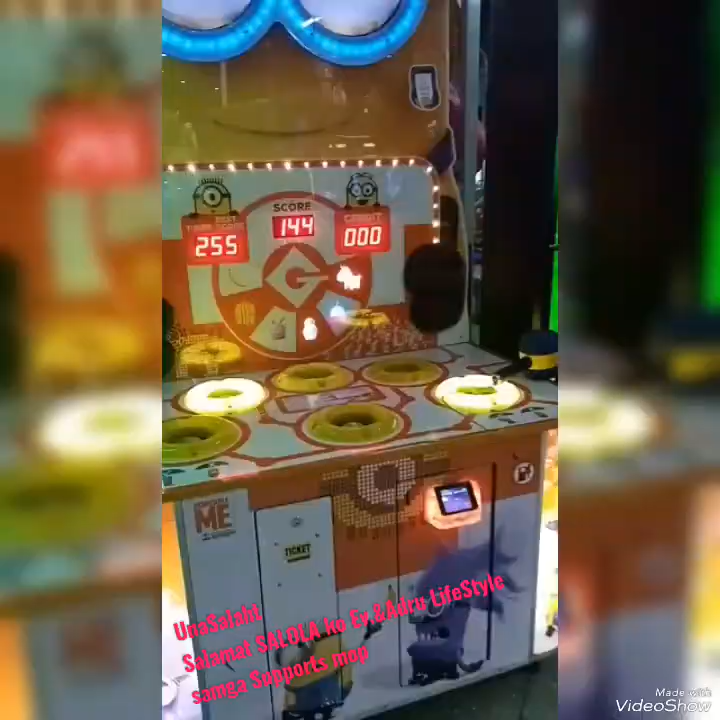 SCORE
144
255
000
ME
TICKET
UnaSalaht
Salamat SALOLA ko Ey.&Adru LifeStyle
samga Supports mop
Made with
VideoShow